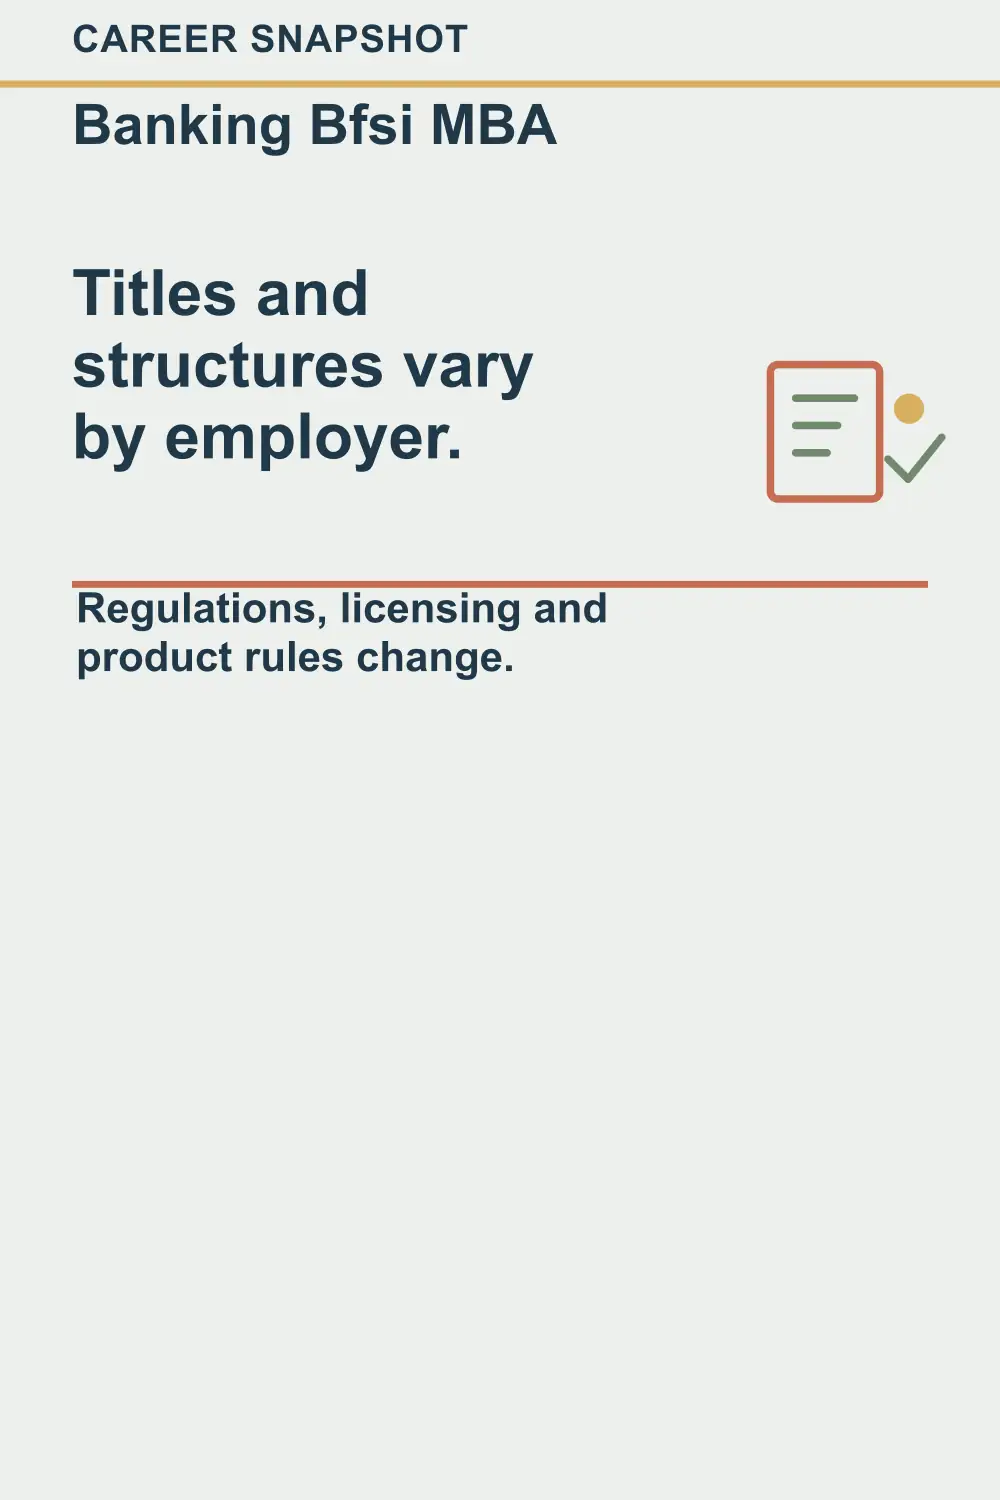 CAREER SNAPSHOT
Banking Bfsi MBA
Titles and
structures vary
by employer.
Regulations, licensing and
product rules change.